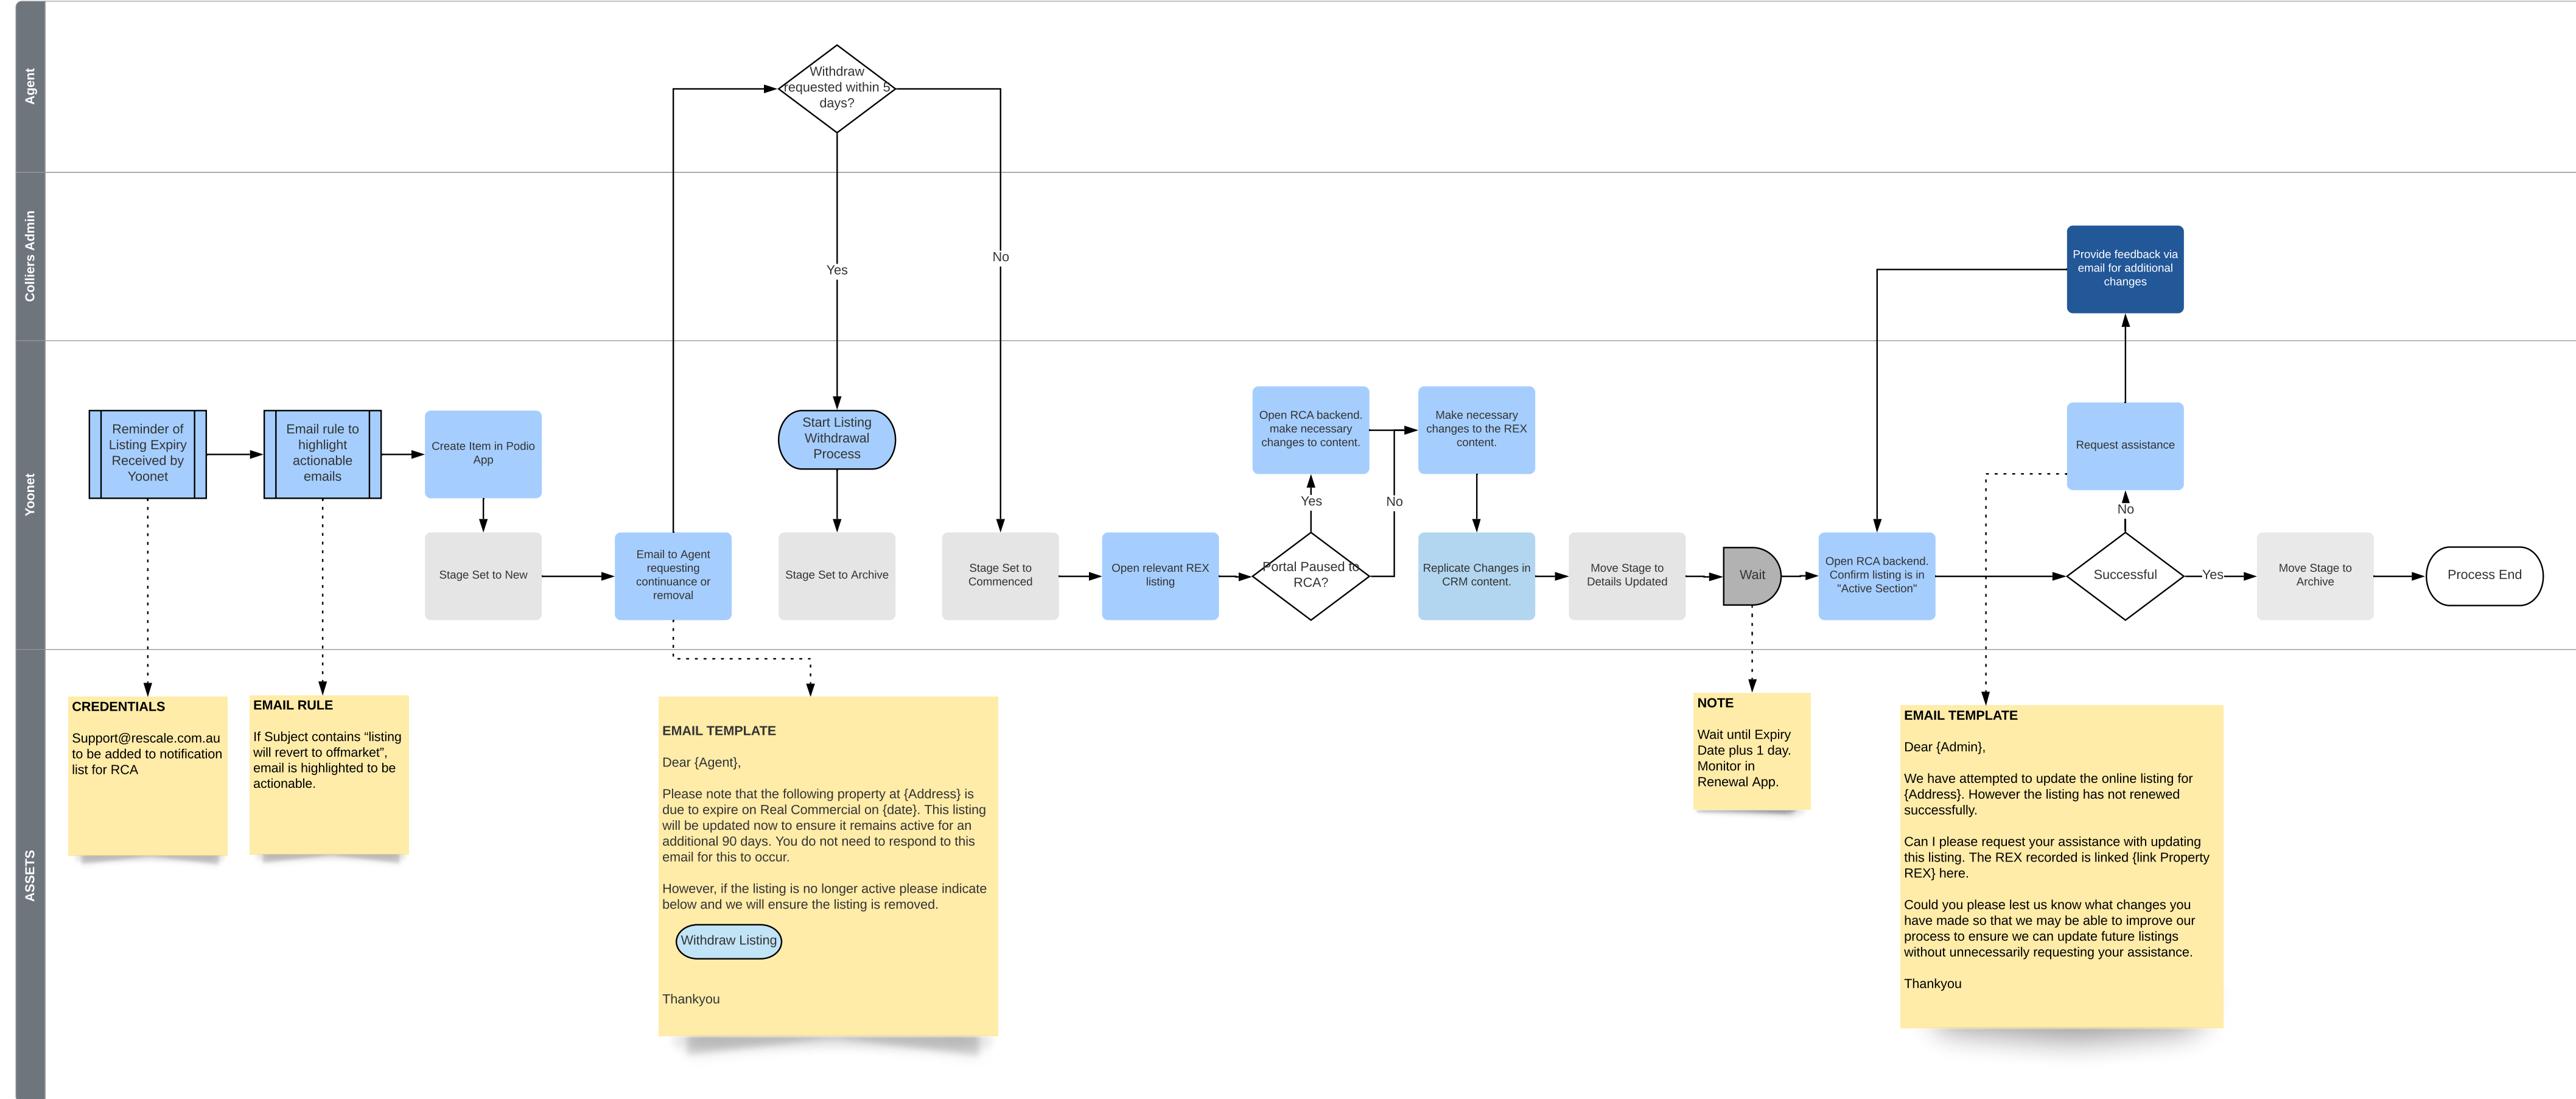 Agent
Withdraw
requested within 5
days?
Colliers Admin
Yes
No
Provide feedback via
email for additional
changes
Yoonet
Reminder of
Listing Expiry
Received by
Yoonet
Email rule to
highlight
actionable
emails
Create Item in Podio
App
Start Listing
Withdrawal
Process
Open RCA backend.
make necessary
changes to content.
Make necessary
changes to the REX
content.
Request assistance
Yes
No
No
Stage Set to New
Email to Agent
requesting
continuance or
removal
Stage Set to Archive
Stage Set to
Commenced
Open relevant REX
listing
Portal Paused to
RCA?
Replicate Changes in
CRM content.
Move Stage to
Details Updated
Wait
Open RCA backend.
Confirm listing is in
"Active Section"
Successful
Yes
Move Stage to
Archive
Process End
ASSETS
CREDENTIALS
Support@rescale.com.au
to be added to notification
list for RCA
EMAIL RULE
If Subject contains “listing
will revert to offmarket”,
email is highlighted to be
actionable.
EMAIL TEMPLATE
Dear {Agent},
Please note that the following property at {Address} is
due to expire on Real Commercial on {date}. This listing
will be updated now to ensure it remains active for an
additional 90 days. You do not need to respond to this
email for this to occur.
However, if the listing is no longer active please indicate
below and we will ensure the listing is removed.
Withdraw Listing
Thankyou
NOTE
Wait until Expiry
Date plus 1 day.
Monitor in
Renewal App.
EMAIL TEMPLATE
Dear {Admin},
We have attempted to update the online listing for
{Address}. However the listing has not renewed
successfully.
Can I please request your assistance with updating
this listing. The REX recorded is linked {link Property
REX} here.
Could you please lest us know what changes you
have made so that we may be able to improve our
process to ensure we can update future listings
without unnecessarily requesting your assistance.
Thankyou